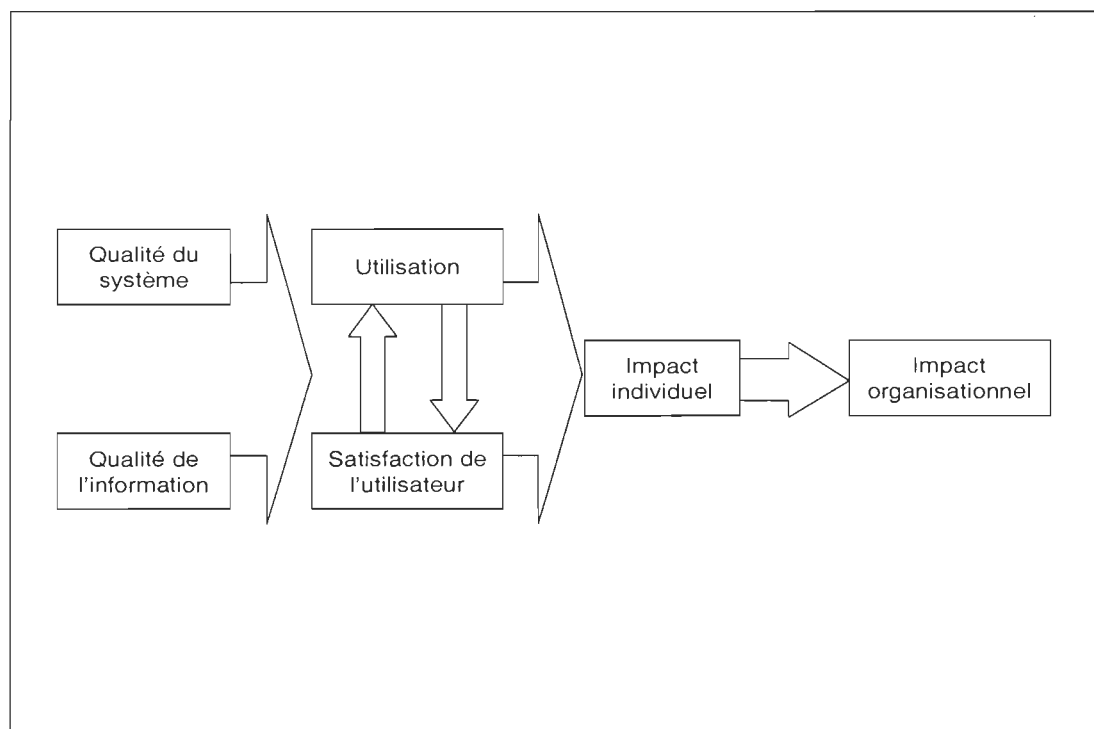 Qualité du
système
Qualité de
l'information
Utilisation
Satisfaction de
l'utilisateur
Impact
individuel
Impact
organisationnel